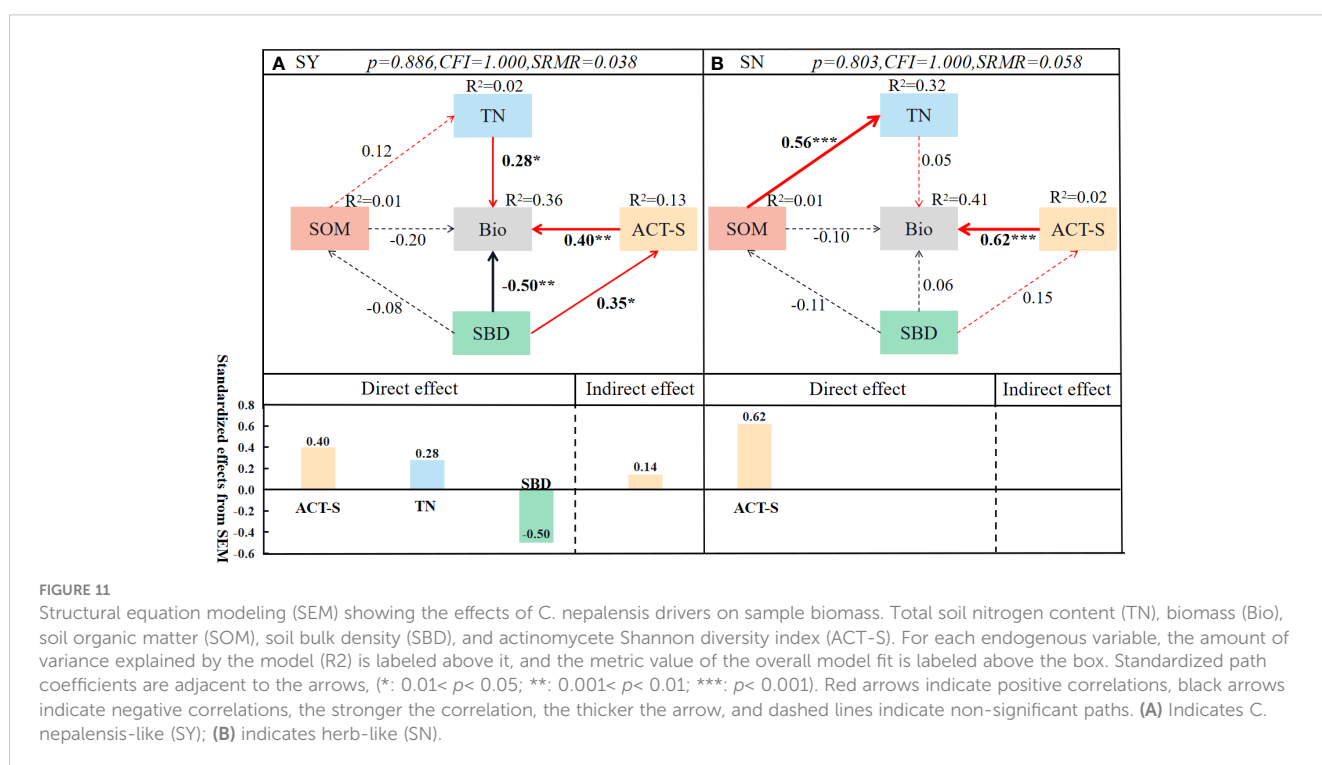 A SY p=0.886,CFI=1.000,SRMR=0.038
R²=0.02
TN
0.12
0.28*
R²=0.01
R²=0.36
R²=0.13
SOM
Bio
ACT-S
-0.20
0.40**
-0.08
-0.50**
0.35*
SBD
B SN p=0.803,CFI=1.000,SRMR=0.058
R²=0.32
TN
0.56***
0.05
R²=0.01
R²=0.41
R²=0.02
SOM
Bio
ACT-S
-0.10
0.62***
-0.11
0.06
0.15
SBD
Standardized effects from SEM
Direct effect
Indirect effect
Direct effect
Indirect effect
0.8
0.6
0.4
0.2
0.0
-0.2
-0.4
-0.6
0.40
ACT-S
0.28
TN
SBD
-0.50
0.14
0.62
ACT-S
FIGURE 11
Structural equation modeling (SEM) showing the effects of C. nepalensis drivers on sample biomass. Total soil nitrogen content (TN), biomass (Bio),
soil organic matter (SOM), soil bulk density (SBD), and actinomycete Shannon diversity index (ACT-S). For each endogenous variable, the amount of
variance explained by the model (R2) is labeled above it, and the metric value of the overall model fit is labeled above the box. Standardized path
coefficients are adjacent to the arrows, (*: 0.01< p< 0.05; **: 0.001< p< 0.01; ***: p< 0.001). Red arrows indicate positive correlations, black arrows
indicate negative correlations, the stronger the correlation, the thicker the arrow, and dashed lines indicate non-significant paths. (A) Indicates C.
nepalensis-like (SY); (B) indicates herb-like (SN).